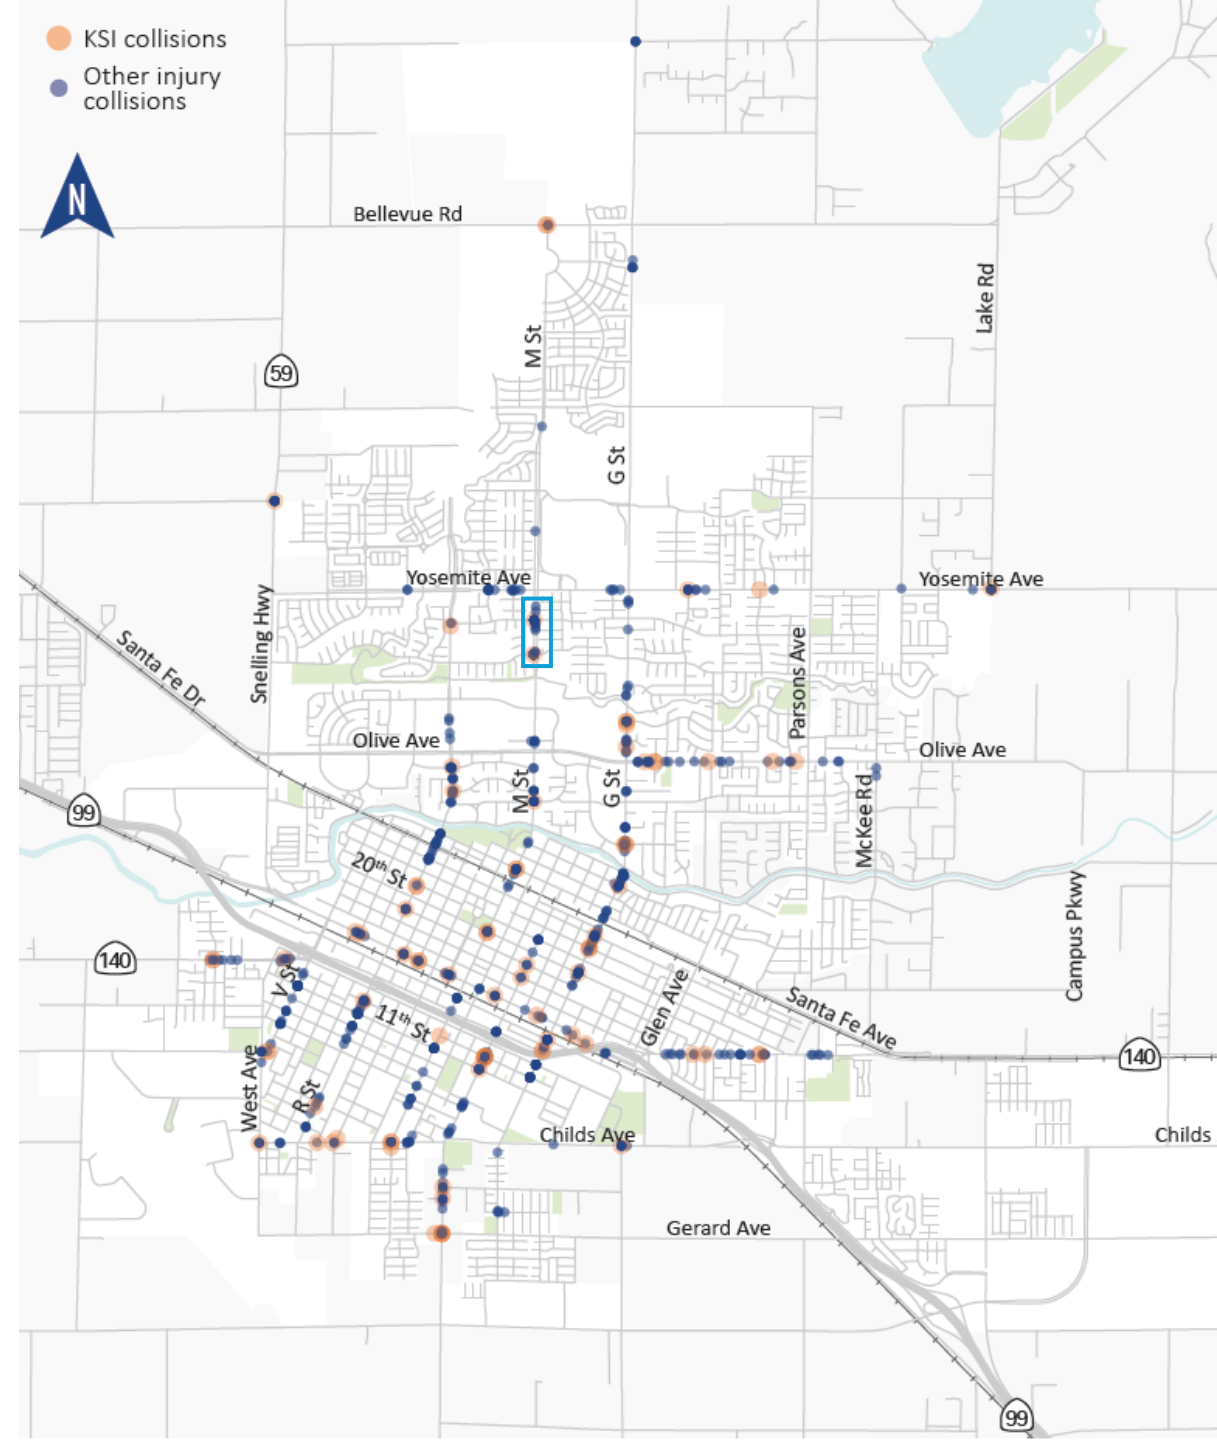 KSI collisions
Other injury
collisions
N
Bellevue Rd
Lake Rd
M St
59
G St
Yosemite Ave
Yosemite Ave
Snelling Hwy
Santa Fe Dr
Parsons Ave
Olive Ave
Olive Ave
M St
G St
McKee Rd
99
20th St
Campus Pkwy
140
V St
11th St
Glen Ave
Santa Fe Ave
140
West Ave
R St
Childs Ave
Childs
Gerard Ave
99